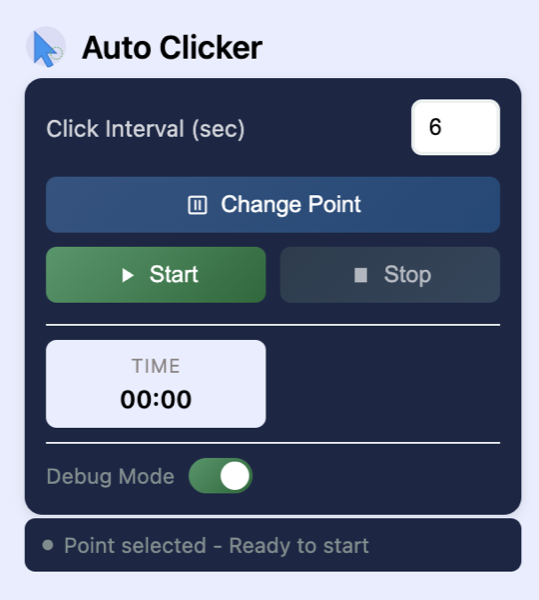 Auto Clicker
Click Interval (sec) 6
Change Point
Start Stop
TIME
00:00
Debug Mode
Point selected - Ready to start